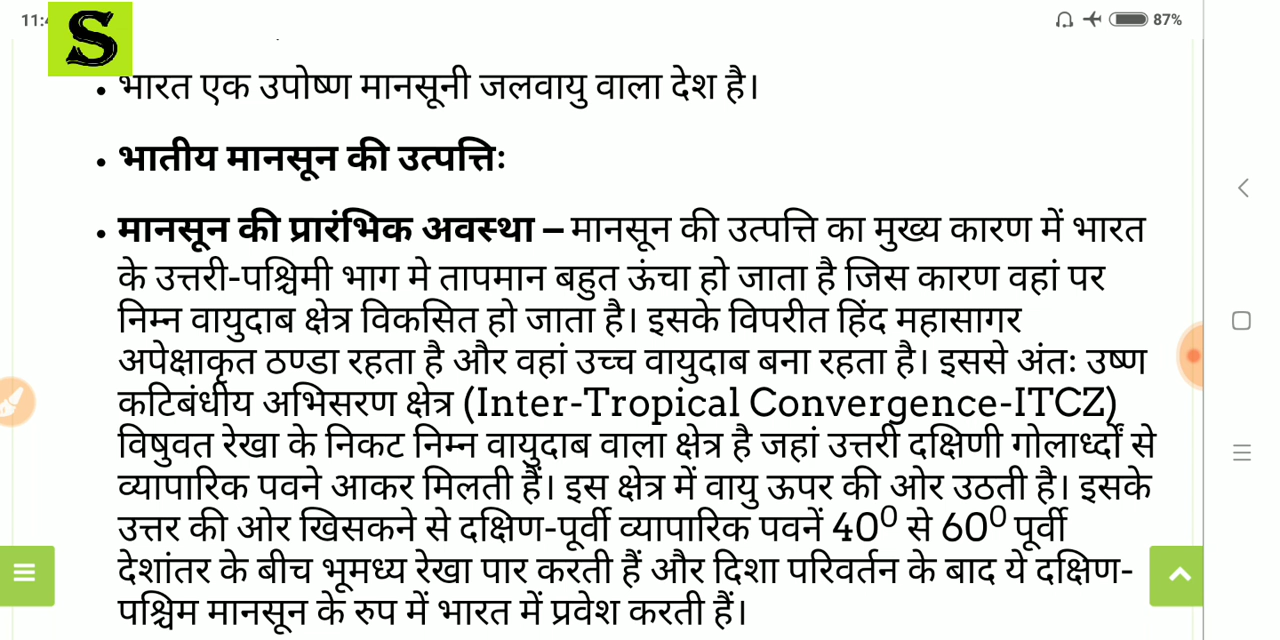 11:4
S
87%
• भारत एक उपोष्ण मानसूनी जलवायु वाला देश है।
• भातीय मानसून की उत्पत्तिः
• मानसून की प्रारंभिक अवस्था – मानसून की उत्पत्ति का मुख्य कारण में भारत
के उत्तरी-पश्चिमी भाग मे तापमान बहुत ऊंचा हो जाता है जिस कारण वहां पर
निम्न वायुदाब क्षेत्र विकसित हो जाता है। इसके विपरीत हिंद महासागर
अपेक्षाकृत ठण्डा रहता है और वहां उच्च वायुदाब बना रहता है। इससे अंतः उष्ण
कटिबंधीय अभिसरण क्षेत्र (Inter-Tropical Convergence-ITCZ)
विषुवत रेखा के निकट निम्न वायुदाब वाला क्षेत्र है जहां उत्तरी दक्षिणी गोलार्ध्दों से
व्यापारिक पवने आकर मिलती हैं। इस क्षेत्र में वायु ऊपर की ओर उठती है। इसके
उत्तर की ओर खिसकने से दक्षिण-पूर्वी व्यापारिक पवनें 40⁰ से 60⁰ पूर्वी
देशांतर के बीच भूमध्य रेखा पार करती हैं और दिशा परिवर्तन के बाद ये दक्षिण-
पश्चिम मानसून के रुप में भारत में प्रवेश करती हैं।